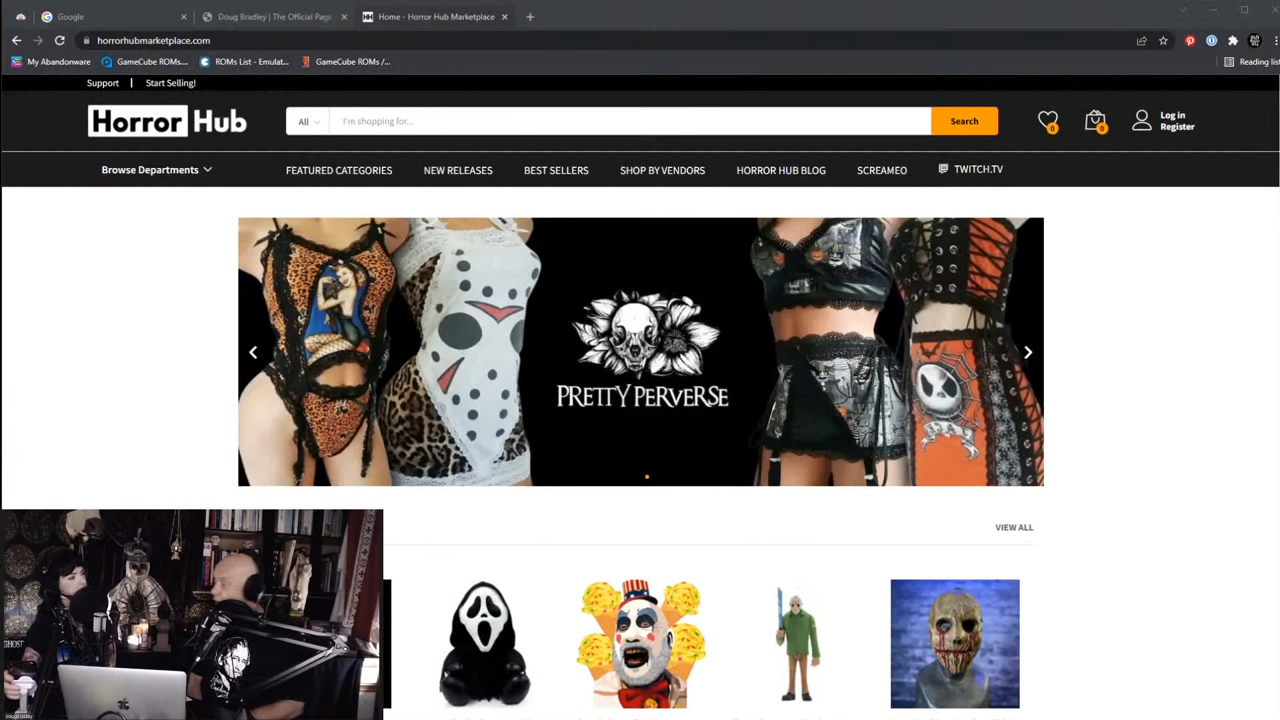 Google
Doug Bradley | The Official Page
Home - Horror Hub Marketplace
horrorhubmarketplace.com
My Abandonware
GameCube ROMs...
ROMs List - Emulat...
GameCube ROMs /...
Reading list
Support | Start Selling!
Horror Hub
All
I'm shopping for...
Search
0
0
Log in
Register
Browse Departments
FEATURED CATEGORIES
NEW RELEASES
BEST SELLERS
SHOP BY VENDORS
HORROR HUB BLOG
SCREAMEO
TWITCH.TV
PRETTY PERVERSE
VIEW ALL